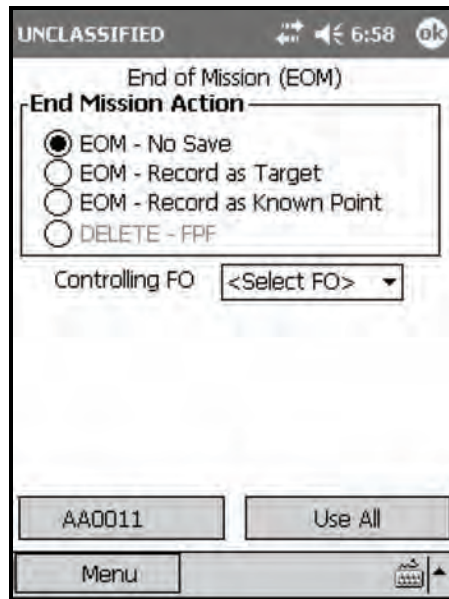 UNCLASSIFIED 6:58 ok
End of Mission (EOM)
End Mission Action
EOM - No Save
EOM - Record as Target
EOM - Record as Known Point
DELETE - FPF
Controlling FO <Select FO>
AA0011 Use All
Menu